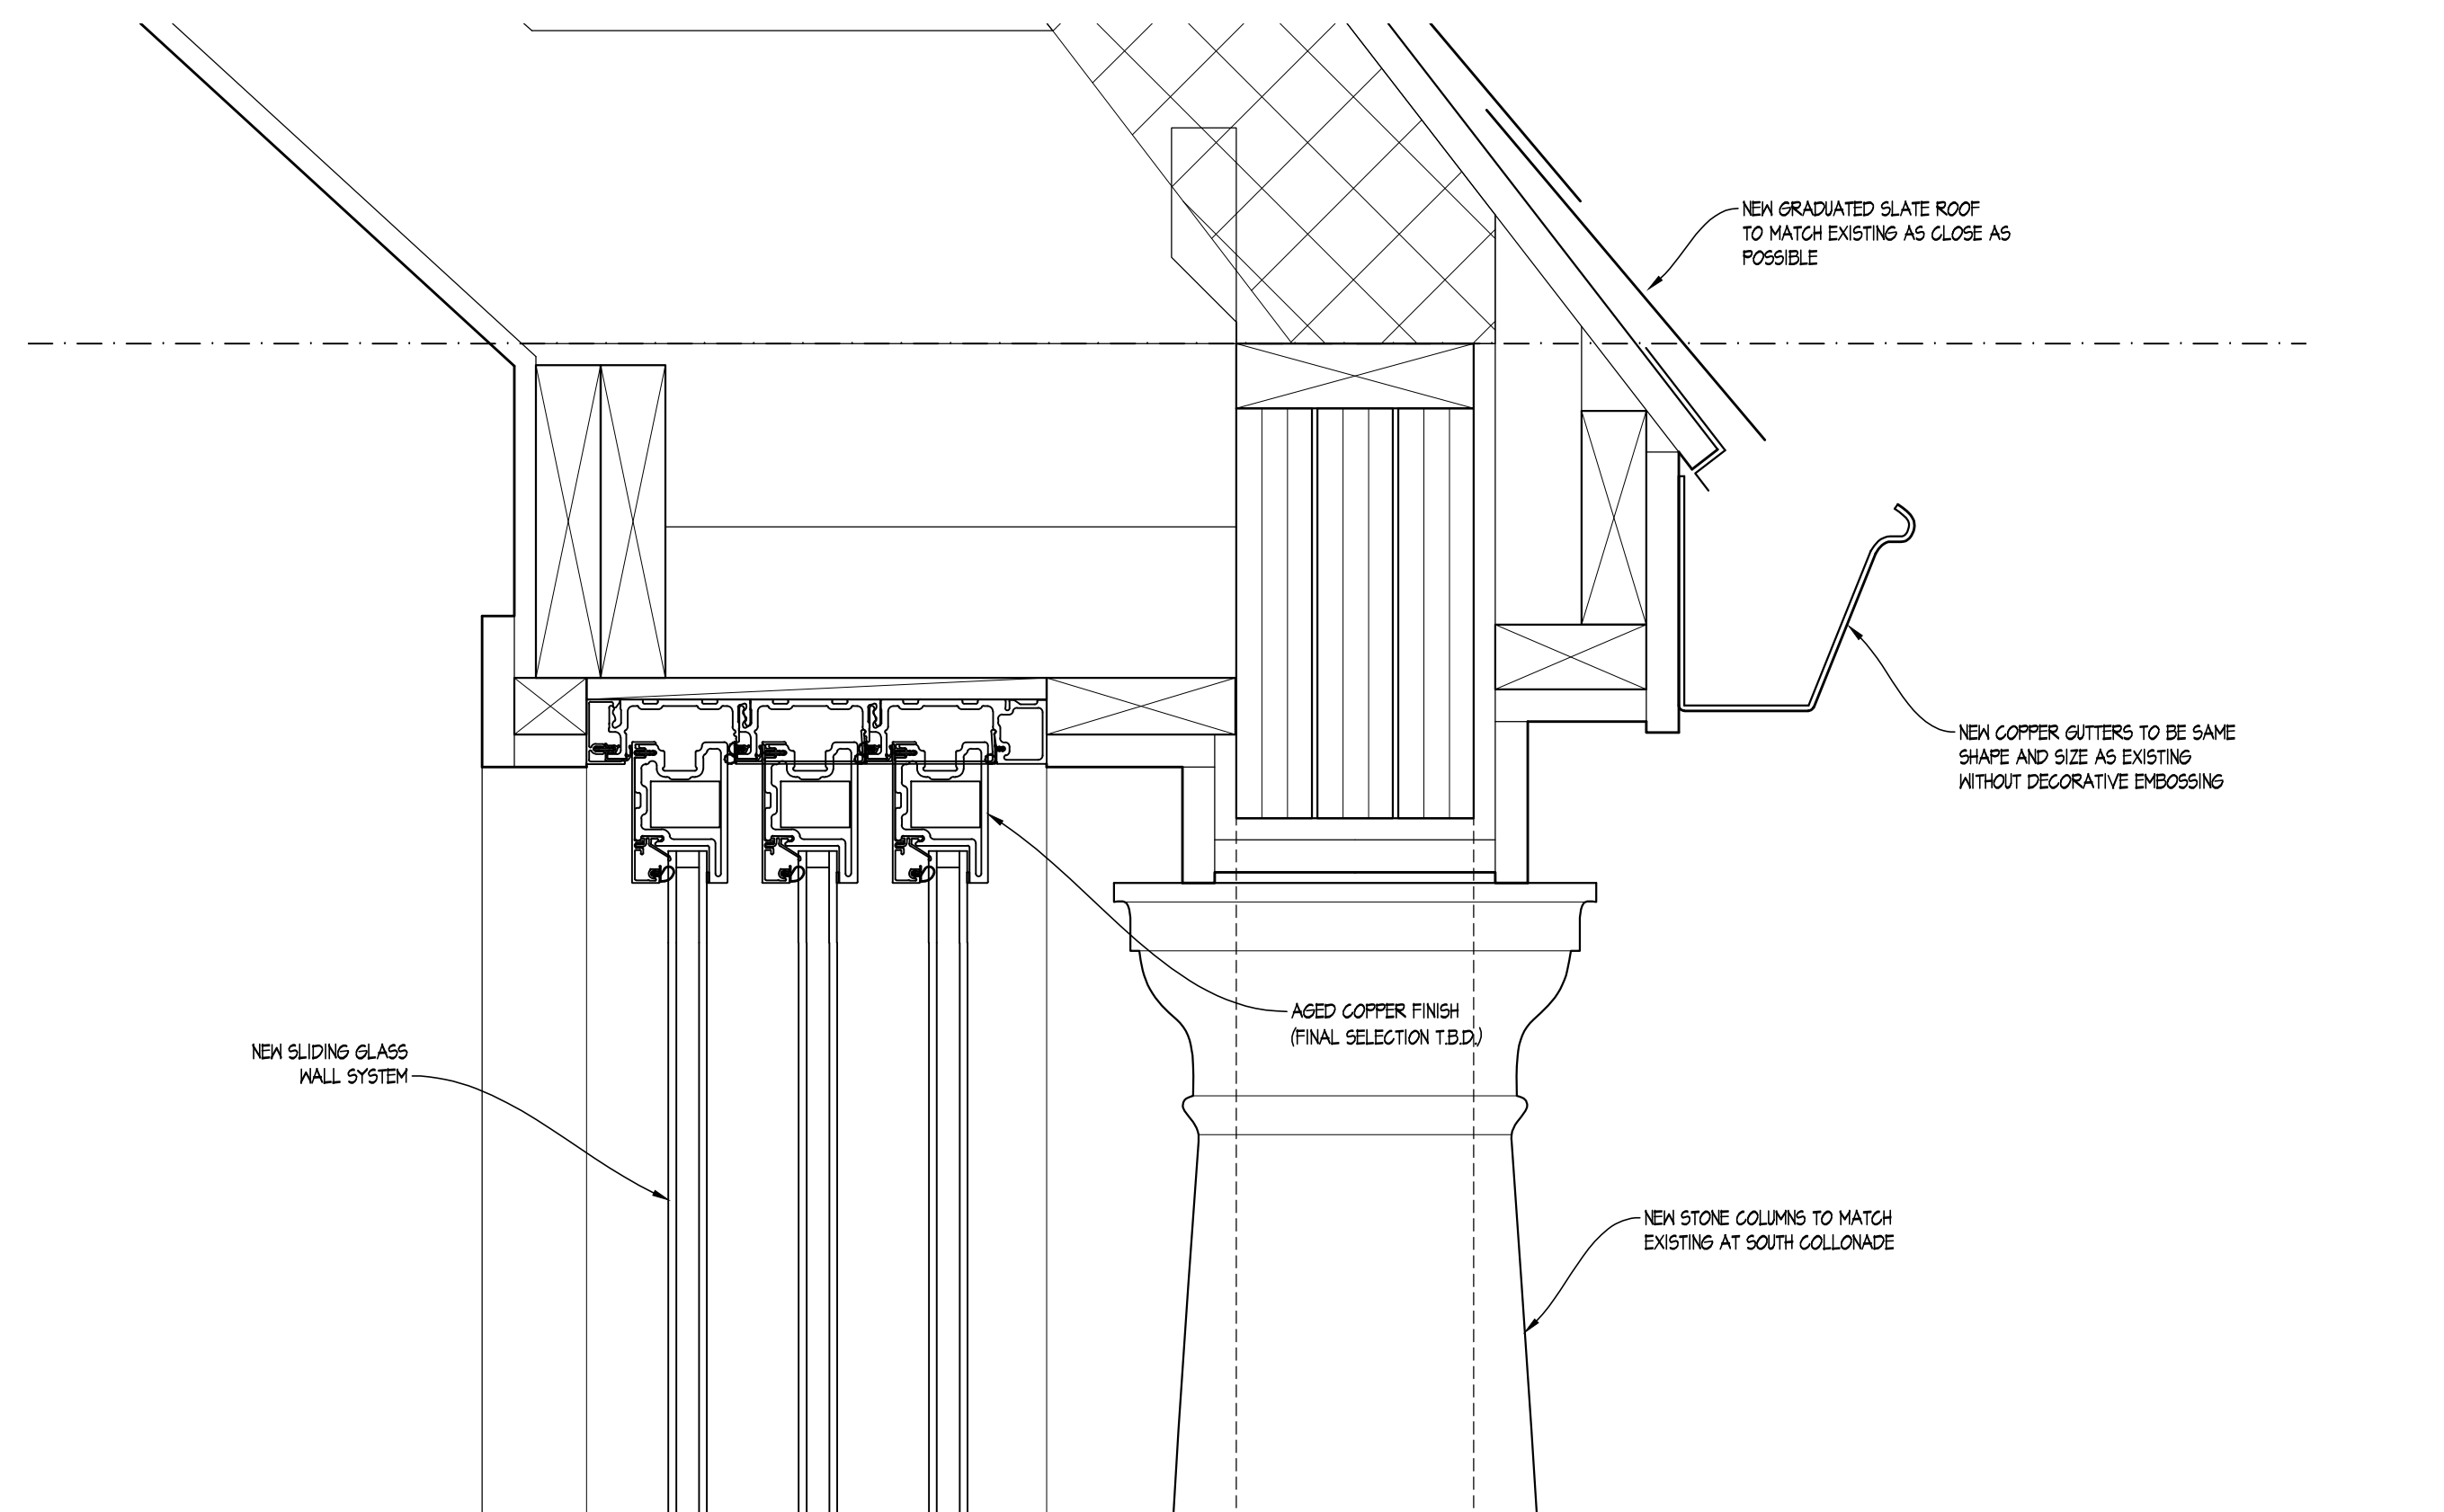 NEW GRADUATED SLATE ROOF
TO MATCH EXISTING AS CLOSE AS
POSSIBLE
NEW COPPER GUTTERS TO BE SAME
SHAPE AND SIZE AS EXISTING
WITHOUT DECORATIVE EMBOSSING
AGED COPPER FINISH
(FINAL SELECTION T.B.D.)
NEW SLIDING GLASS
WALL SYSTEM
NEW STONE COLUMNS TO MATCH
EXISTING AT SOUTH COLLONADE